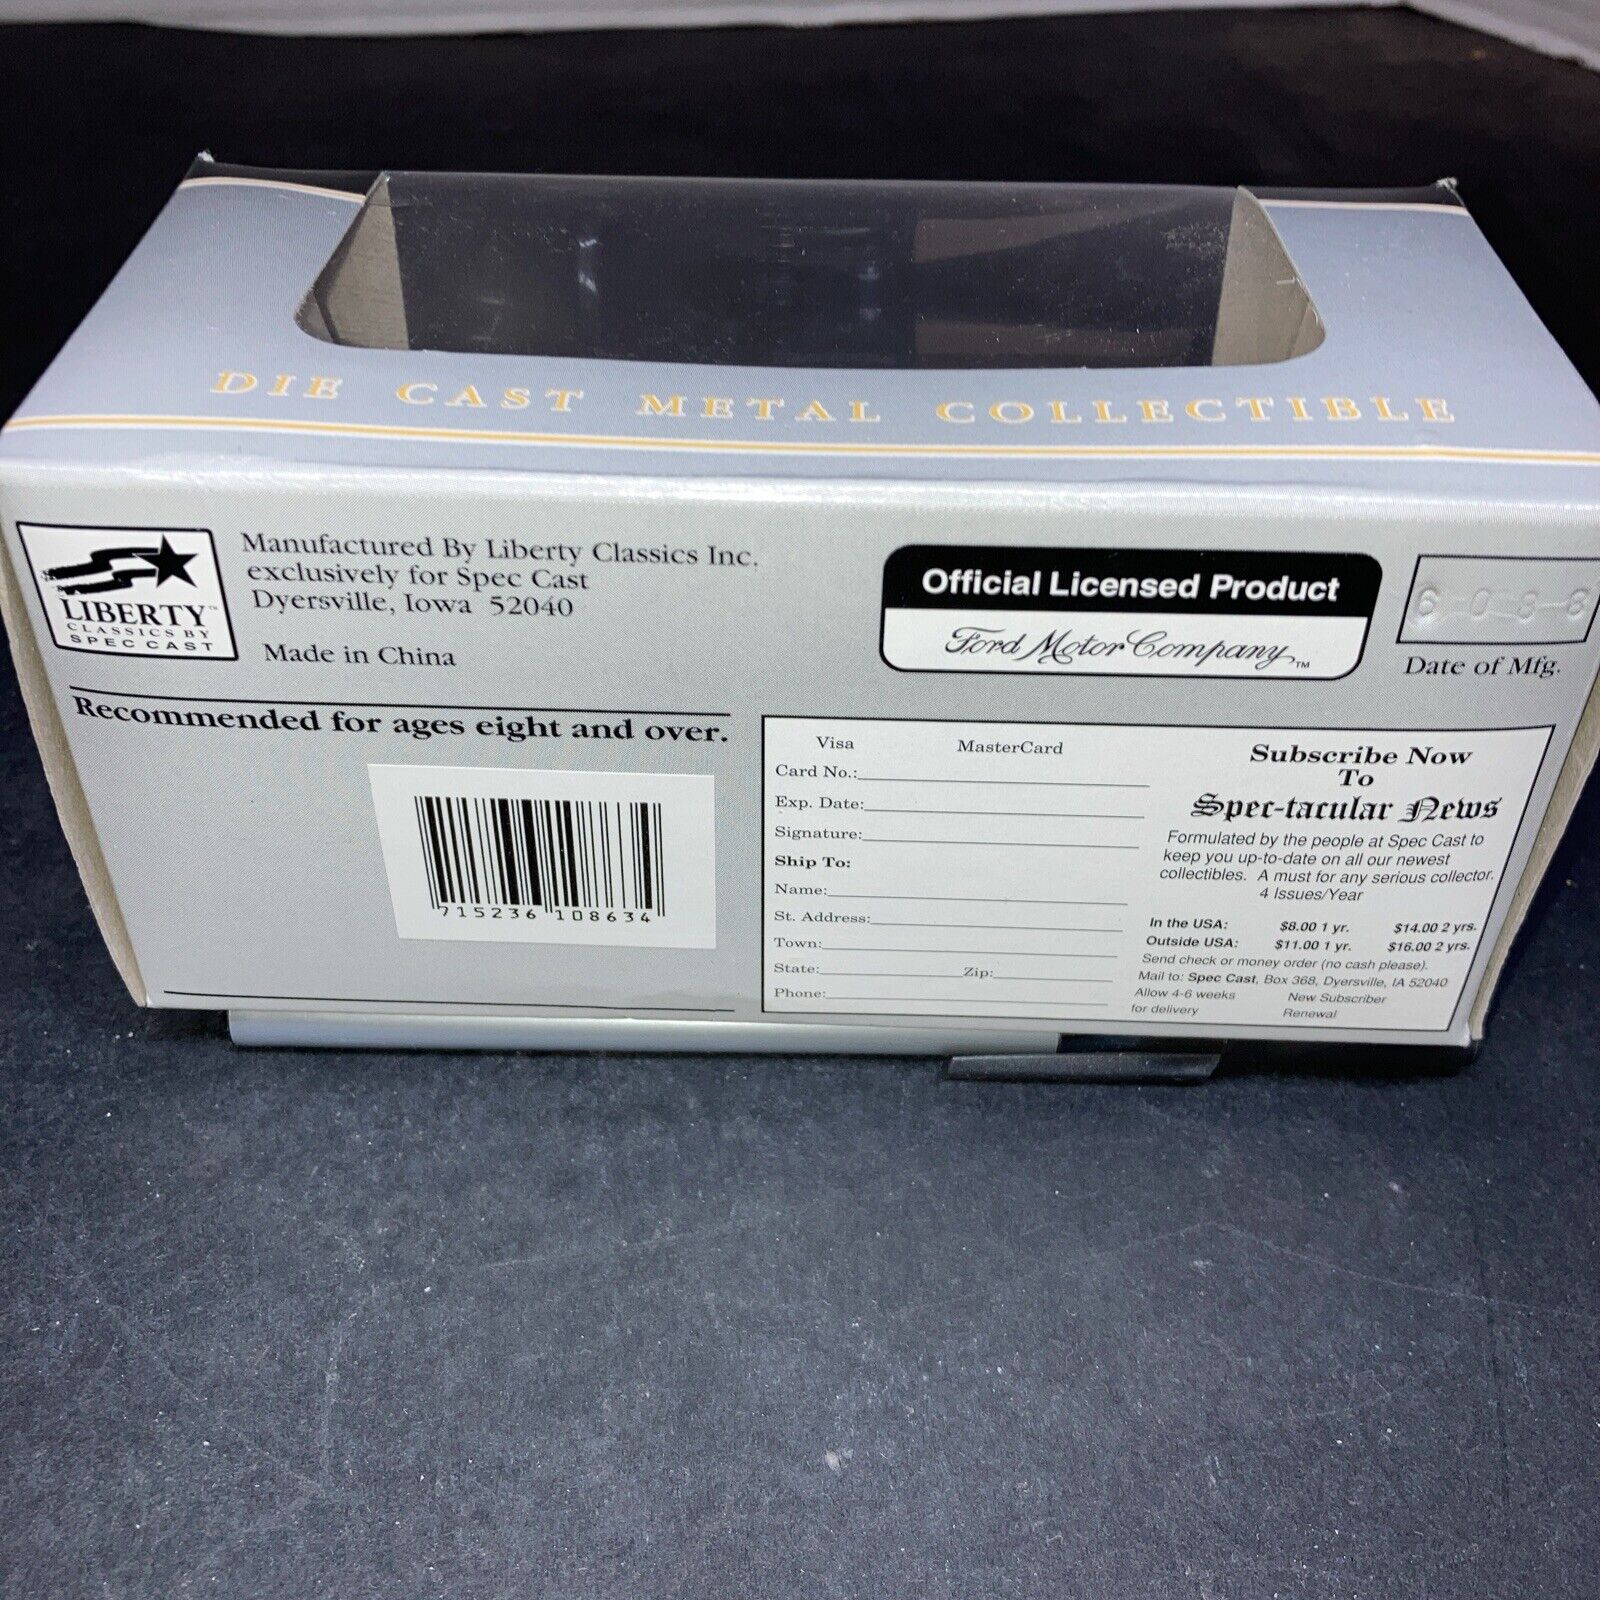 DIE CAST METAL COLLECTIBLE
LIBERTY™
CLASSICS BY
SPEC CAST
Manufactured By Liberty Classics Inc.
exclusively for Spec Cast
Dyersville, Iowa 52040
Made in China
Official Licensed Product
Ford Motor Company™
Date of Mfg.
Recommended for ages eight and over.
715236 108634
Visa MasterCard
Card No.:
Exp. Date:
Signature:
Ship To:
Name:
St. Address:
Town:
State: Zip:
Phone:
Subscribe Now
To
Spec-tacular News
Formulated by the people at Spec Cast to
keep you up-to-date on all our newest
collectibles. A must for any serious collector.
4 Issues/Year
In the USA: $8.00 1 yr. $14.00 2 yrs.
Outside USA: $11.00 1 yr. $16.00 2 yrs.
Send check or money order (no cash please).
Mail to: Spec Cast, Box 368, Dyersville, IA 52040
Allow 4-6 weeks New Subscriber
for delivery Renewal